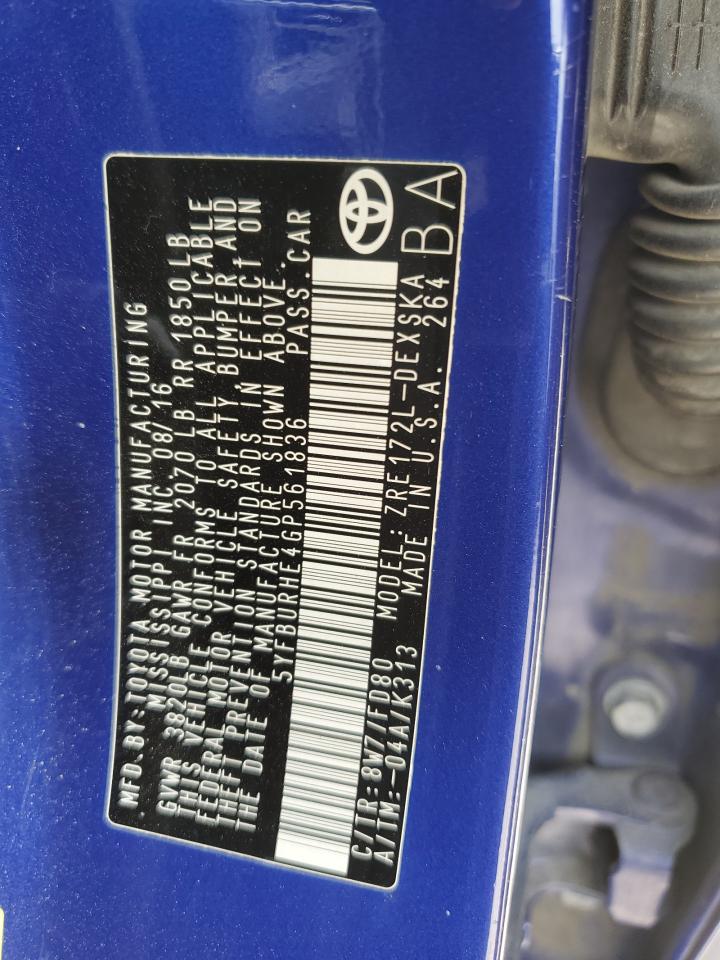 MFD. BY: TOYOTA MOTOR MANUFACTURING
MISSISSIPPI INC. 08/16
GVWR 3820LB GAWR FR 2070 LB RR 1850 LB
THIS VEHICLE CONFORMS TO ALL APPLICABLE
FEDERAL MOTOR VEHICLE SAFETY, BUMPER AND
THEFT PREVENTION STANDARDS IN EFFECT ON
THE DATE OF MANUFACTURE SHOWN ABOVE.
5YFBURHE4GP561836 PASS. CAR
C/TR: 8W7/FD80 MODEL: ZRE172L-DEXSKA
A/TM: -04A/K313 MADE IN U.S.A. 264
BA